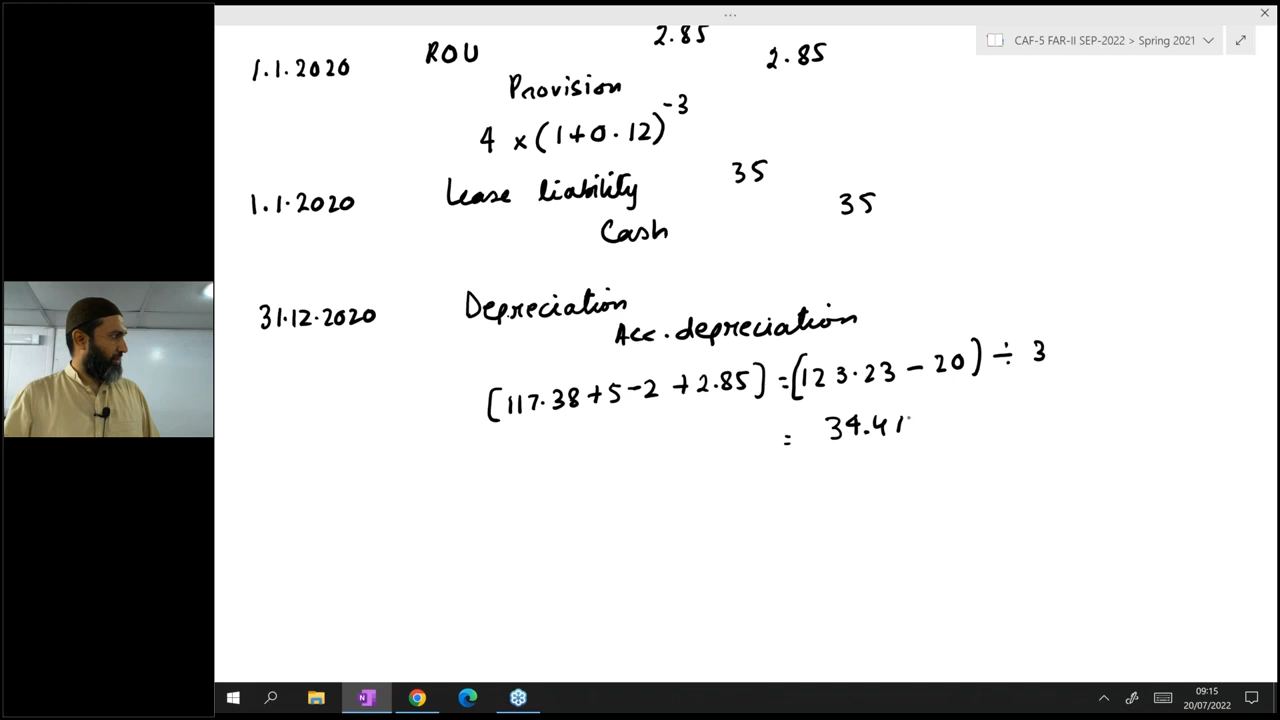 CAF-5 FAR-II SEP-2022 > Spring 2021
2.85
1.1.2020 ROU 2.85
Provision
4 × (1+0.12)^-3
1.1.2020 Lease liability 35
Cash 35
31.12.2020 Depreciation
Acc. depreciation
[117.38 + 5 - 2 + 2.85] = (123.23 - 20) ÷ 3
= 34.41
09:15
20/07/2022